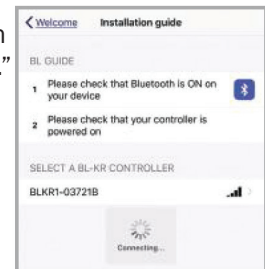 Welcome Installation guide
n
”
BL GUIDE
1 Please check that Bluetooth is ON on
your device
2 Please check that your controller is
powered on
SELECT A BL-KR CONTROLLER
BLKR1-03721B
Connecting...